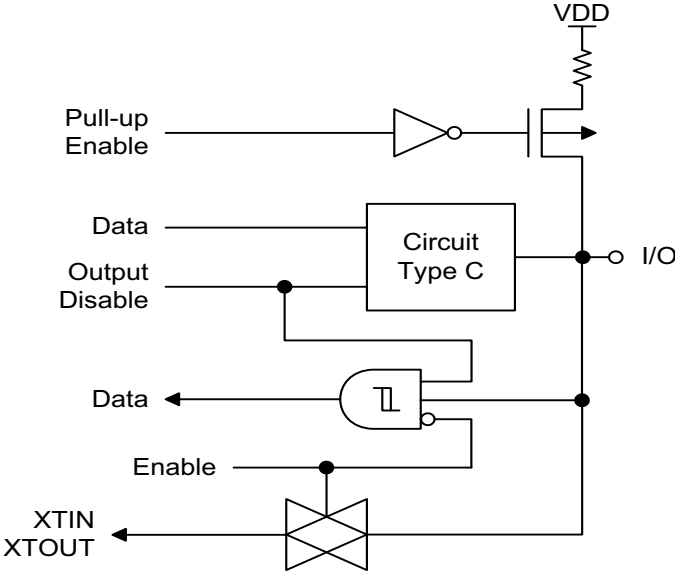 VDD
Pull-up
Enable
Data
Circuit
Type C
I/O
Output
Disable
Data
Enable
XTIN
XTOUT